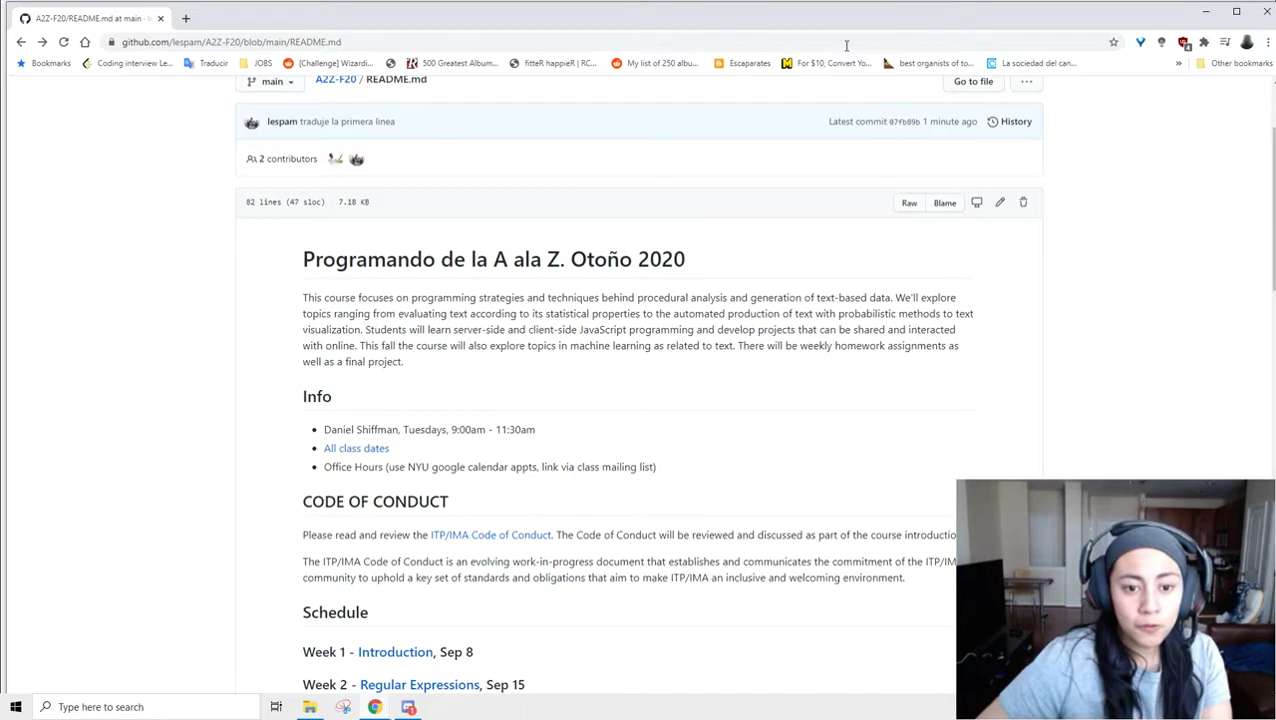 A2Z-F20/README.md at main ·
github.com/lespam/A2Z-F20/blob/main/README.md
Bookmarks Coding interview Le... Traducir JOBS [Challenge] Wizardi... 500 Greatest Album... fitteR happieR | RC... My list of 250 albu... Escaparates For $10, Convert Yo... best organists of to... La sociedad del can... » Other bookmarks
main A2Z-F20 / README.md Go to file ...
lespam traduje la primera linea Latest commit 07fb89b 1 minute ago History
2 contributors
82 lines (47 sloc) 7.18 KB Raw Blame
Programando de la A ala Z. Otoño 2020
This course focuses on programming strategies and techniques behind procedural analysis and generation of text-based data. We'll explore
topics ranging from evaluating text according to its statistical properties to the automated production of text with probabilistic methods to text
visualization. Students will learn server-side and client-side JavaScript programming and develop projects that can be shared and interacted
with online. This fall the course will also explore topics in machine learning as related to text. There will be weekly homework assignments as
well as a final project.
Info
• Daniel Shiffman, Tuesdays, 9:00am - 11:30am
• All class dates
• Office Hours (use NYU google calendar appts, link via class mailing list)
CODE OF CONDUCT
Please read and review the ITP/IMA Code of Conduct. The Code of Conduct will be reviewed and discussed as part of the course introductio
The ITP/IMA Code of Conduct is an evolving work-in-progress document that establishes and communicates the commitment of the ITP/IM
community to uphold a key set of standards and obligations that aim to make ITP/IMA an inclusive and welcoming environment.
Schedule
Week 1 - Introduction, Sep 8
Week 2 - Regular Expressions, Sep 15
Type here to search